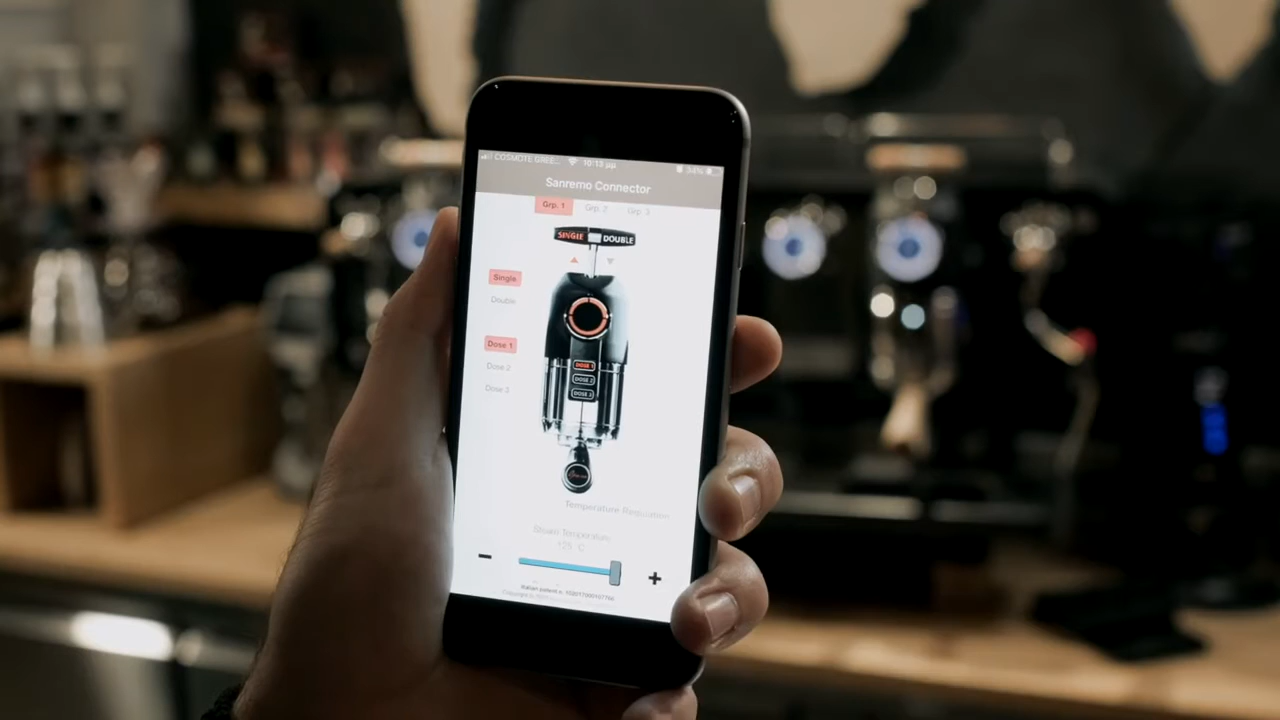 COSMOTE GREE... 10:13 μμ 34%
Sanremo Connector
Grp. 1 Grp. 2 Grp. 3
SINGLE DOUBLE
Single
Double
Dose 1
Dose 2
Dose 3
DOSE 1
DOSE 2
DOSE 3
Temperature Regulation
Steam Temperature
125 °C
- +
Italian patent n.
Copyright ©